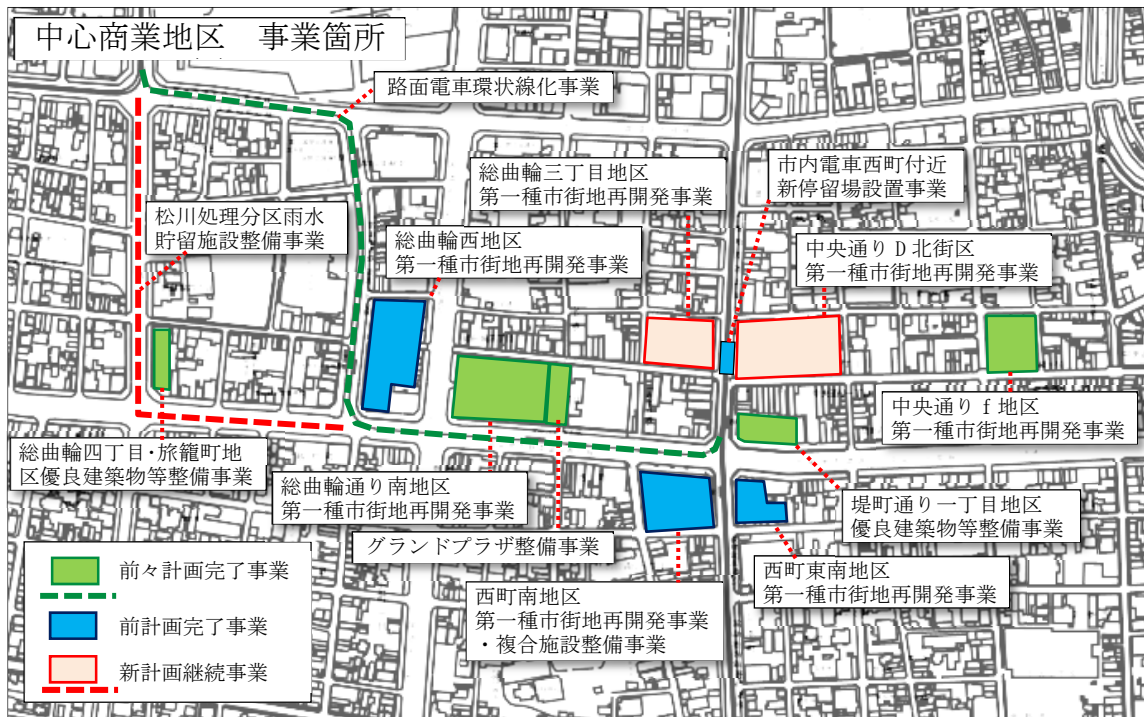 中心商業地区　事業箇所
路面電車環状線化事業
総曲輪三丁目地区
第一種市街地再開発事業
市内電車西町付近
新停留場設置事業
松川処理分区雨水
貯留施設整備事業
総曲輪西地区
第一種市街地再開発事業
中央通りD北街区
第一種市街地再開発事業
中央通りｆ地区
第一種市街地再開発事業
総曲輪四丁目・旅籠町地
区優良建築物等整備事業
総曲輪通り南地区
第一種市街地再開発事業
グランドプラザ整備事業
堤町通り一丁目地区
優良建築物等整備事業
西町南地区
第一種市街地再開発事業
・複合施設整備事業
西町東南地区
第一種市街地再開発事業
前々計画完了事業
前計画完了事業
新計画継続事業